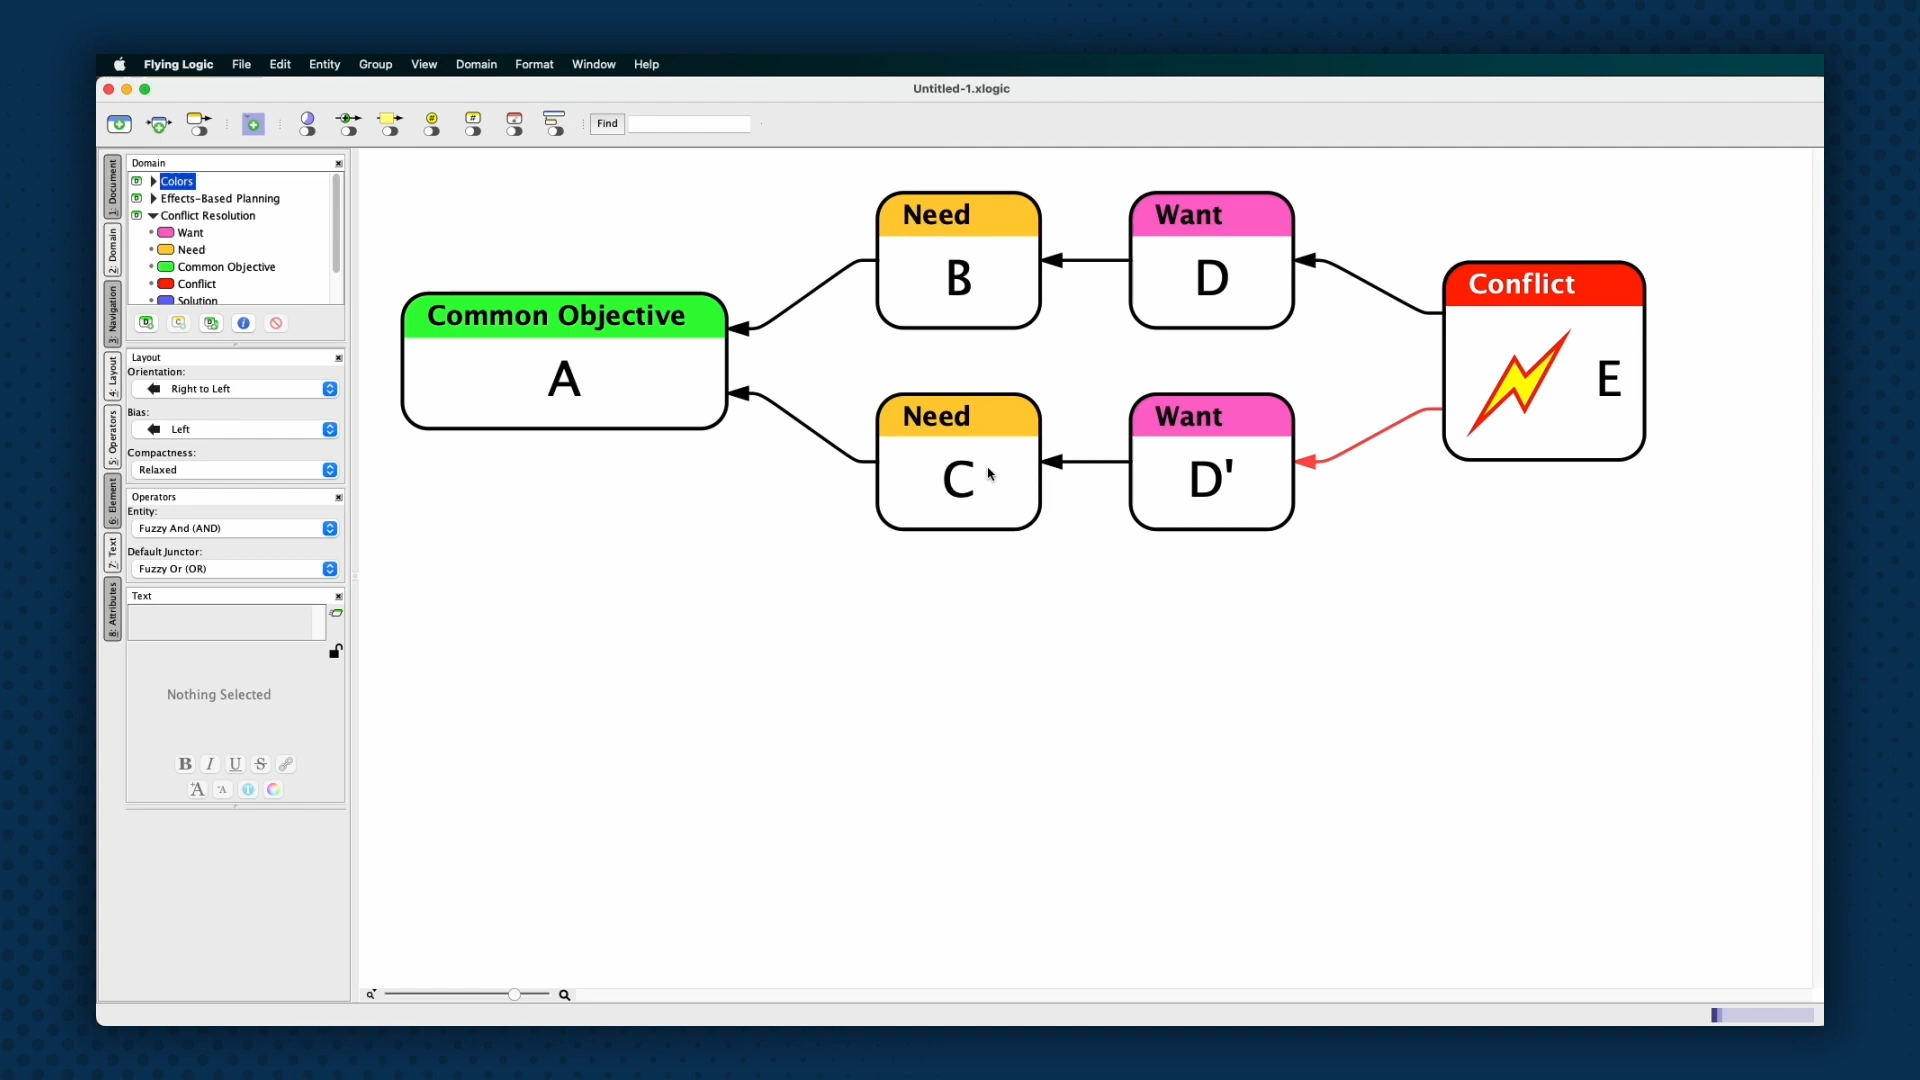 Flying Logic File Edit Entity Group View Domain Format Window Help
Untitled-1.xlogic
Find
1: Document
2: Domain
3: Navigation
4: Layout
5: Operators
6: Element
7: Text
8: Attributes
Domain
Colors
Effects-Based Planning
Conflict Resolution
Want
Need
Common Objective
Conflict
Solution
Layout
Orientation:
Right to Left
Bias:
Left
Compactness:
Relaxed
Operators
Entity:
Fuzzy And (AND)
Default Junctor:
Fuzzy Or (OR)
Text
Nothing Selected
B I U S
A A T
Common Objective
A
Need
B
Want
D
Need
C
Want
D'
Conflict
E